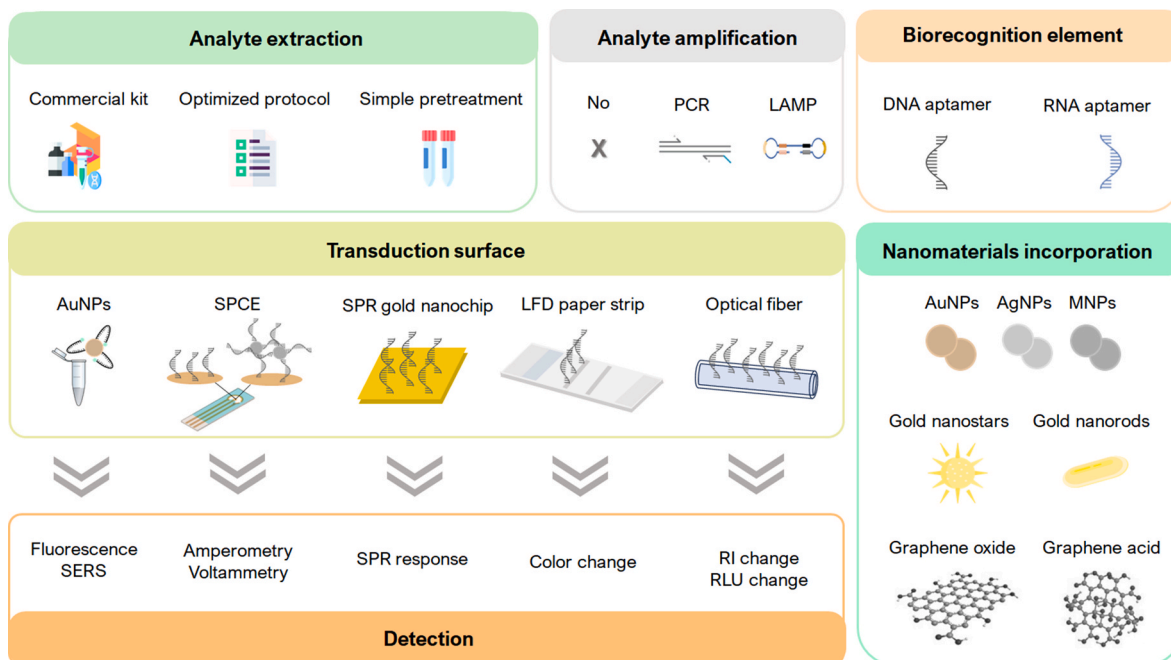 Analyte extraction
Commercial kit
Optimized protocol
Simple pretreatment
Analyte amplification
No
PCR
LAMP
X
Biorecognition element
DNA aptamer
RNA aptamer
Transduction surface
AuNPs
SPCE
SPR gold nanochip
LFD paper strip
Optical fiber
Nanomaterials incorporation
AuNPs
AgNPs
MNPs
Gold nanostars
Gold nanorods
Graphene oxide
Graphene acid
Fluorescence
SERS
Amperometry
Voltammetry
SPR response
Color change
RI change
RLU change
Detection